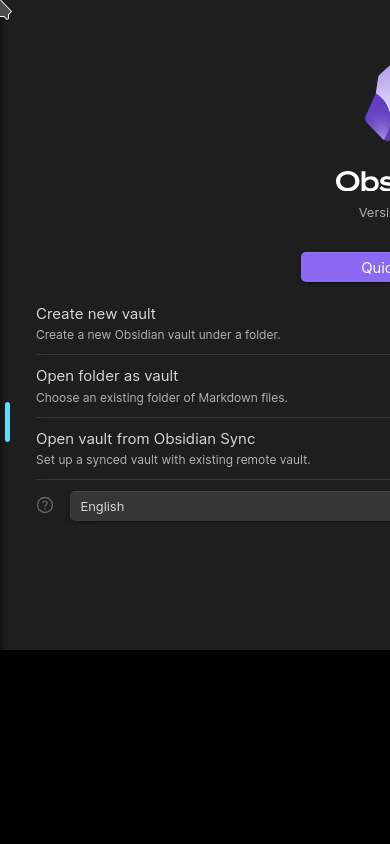 Obs
Versi
Quic
Create new vault
Create a new Obsidian vault under a folder.
Open folder as vault
Choose an existing folder of Markdown files.
Open vault from Obsidian Sync
Set up a synced vault with existing remote vault.
English